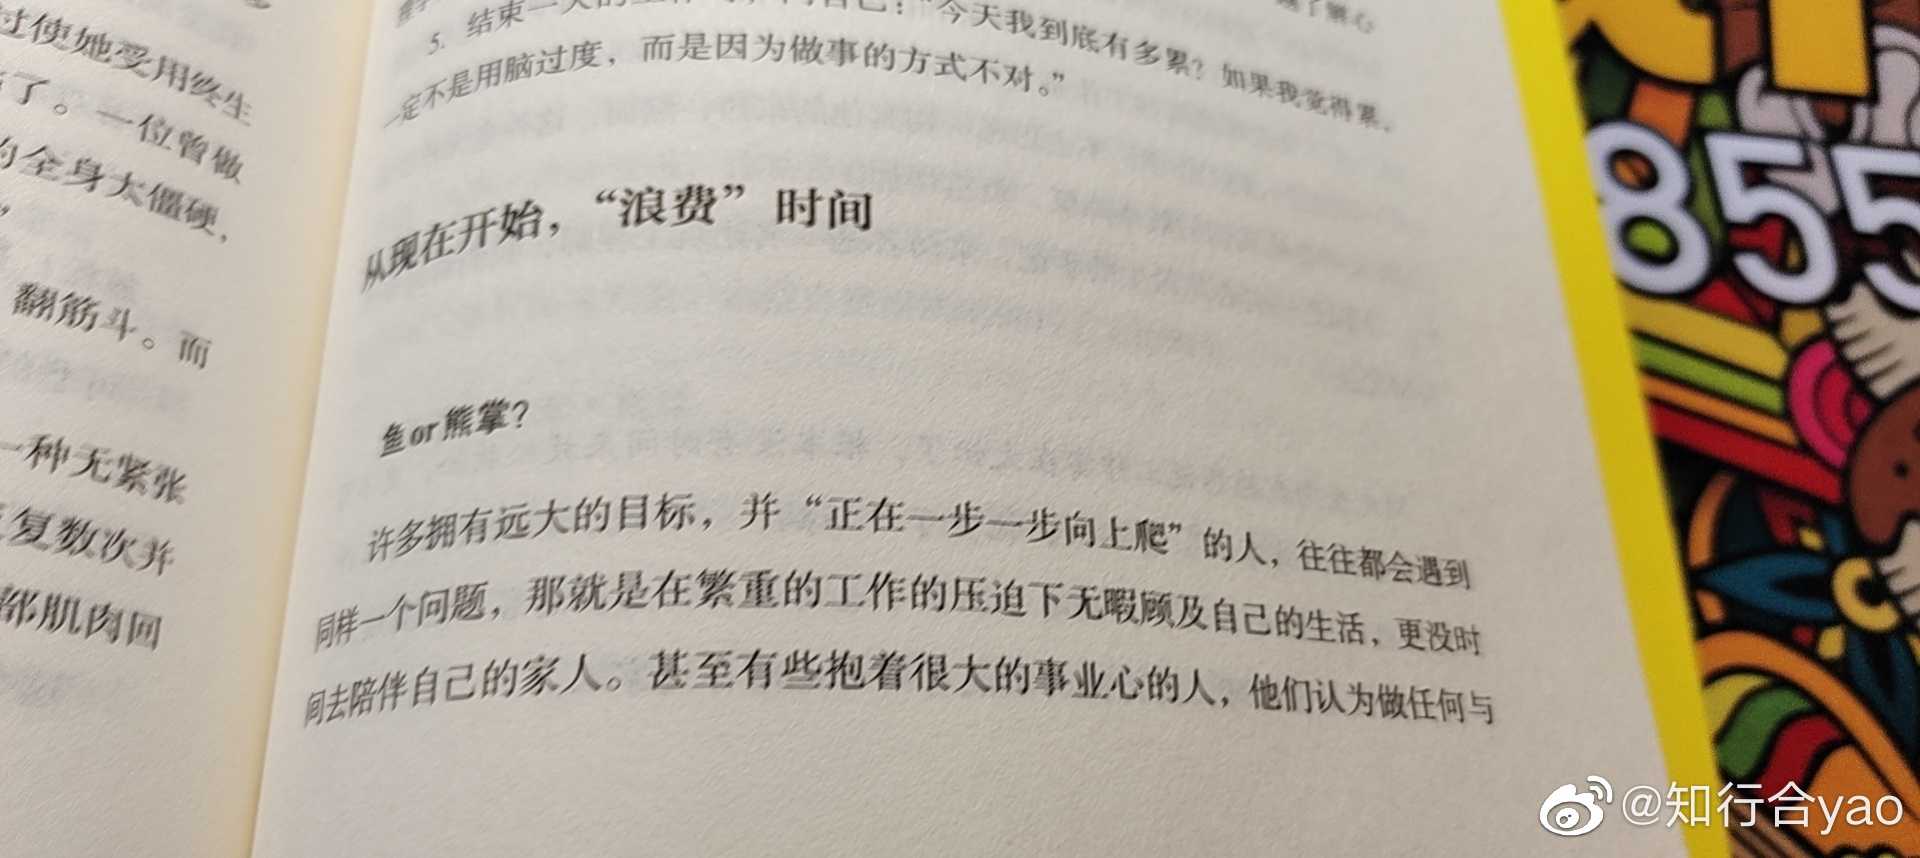 过使她受用终生
了。一位曾做
的全身太僵硬，
”
翻筋斗。而
一种无紧张
复数次并
部肌肉回
5. 结束一天的工作时，问自己：“今天我到底有多累？如果我觉得累，
一定不是用脑过度，而是因为做事的方式不对。”
从现在开始，“浪费”时间
鱼or熊掌？
许多拥有远大的目标，并“正在一步一步向上爬”的人，往往都会遇到
同样一个问题，那就是在繁重的工作的压迫下无暇顾及自己的生活，更没时
间去陪伴自己的家人。甚至有些抱着很大的事业心的人，他们认为做任何与
855
@知行合yao